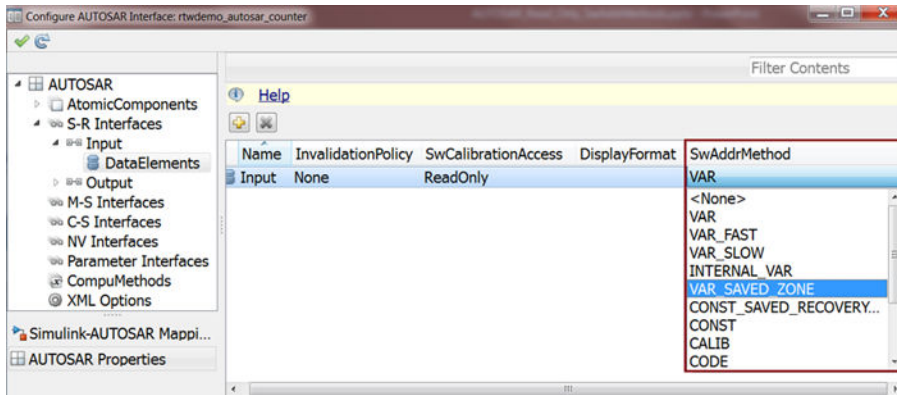 Configure AUTOSAR Interface: rtwdemo_autosar_counter
Filter Contents
AUTOSAR
AtomicComponents
S-R Interfaces
Input
DataElements
Output
M-S Interfaces
C-S Interfaces
NV Interfaces
Parameter Interfaces
CompuMethods
XML Options
Simulink-AUTOSAR Mappi...
AUTOSAR Properties
Help
Name InvalidationPolicy SwCalibrationAccess DisplayFormat SwAddrMethod
Input None ReadOnly VAR
<None>
VAR
VAR_FAST
VAR_SLOW
INTERNAL_VAR
VAR_SAVED_ZONE
CONST_SAVED_RECOVERY...
CONST
CALIB
CODE